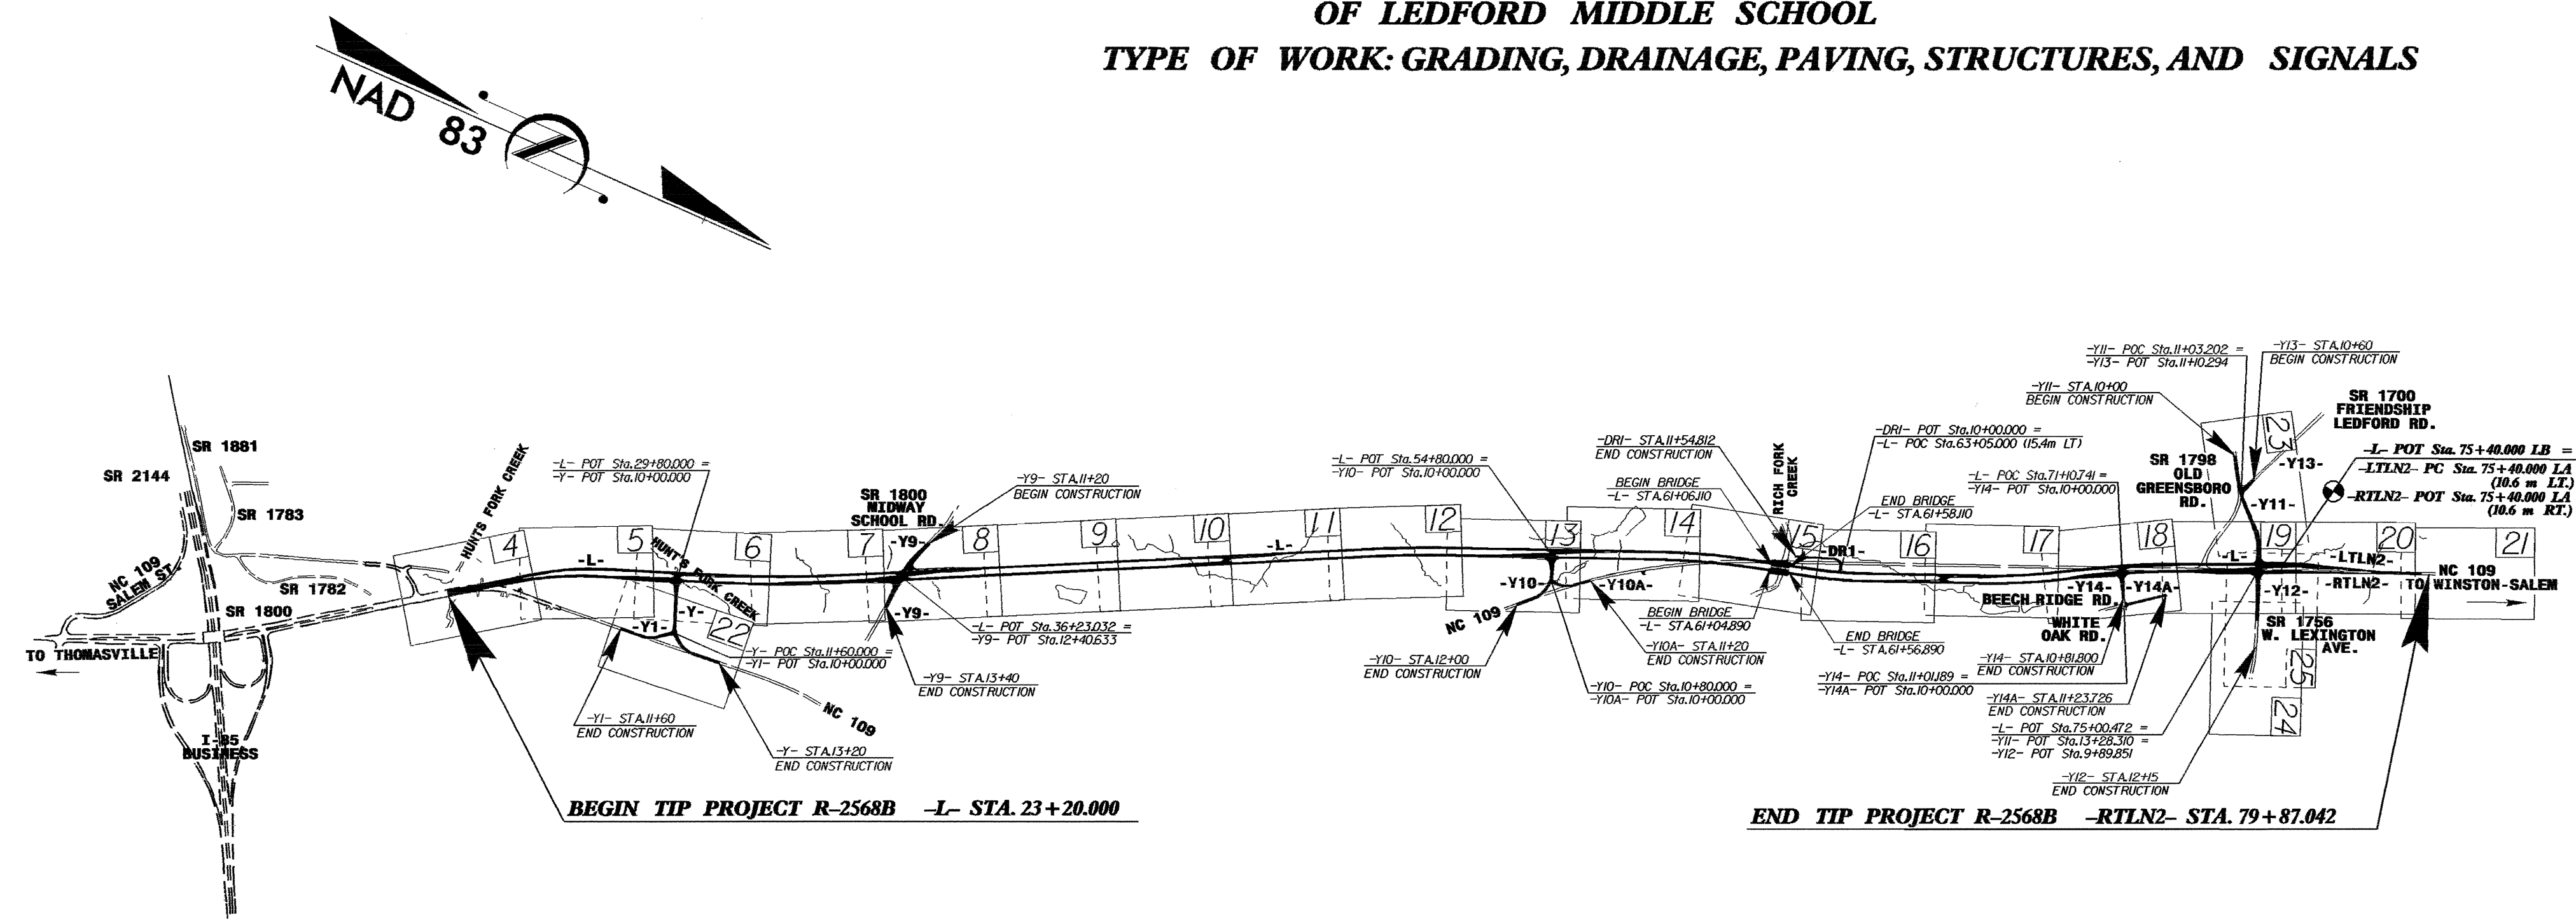 OF LEDFORD MIDDLE SCHOOL
TYPE OF WORK: GRADING, DRAINAGE, PAVING, STRUCTURES, AND SIGNALS
NAD 83
SR 1881
SR 2144
SR 1783
NC 109
SALEM ST.
SR 1782
SR 1800
TO THOMASVILLE
I-85
BUSINESS
HUNTS FORK CREEK
4
-L-
5
HUNT'S FORK CREEK
6
7
8
9
10
11
12
13
14
15
16
17
18
19
20
21
22
23
24
25
-L- POT Sta.29+80.000 =
-Y- POT Sta.10+00.000
SR 1800
MIDWAY
SCHOOL RD.
-Y9- STA.11+20
BEGIN CONSTRUCTION
-Y9-
-Y9-
-Y-
-Y1-
-L- POT Sta.36+23.032 =
-Y9- POT Sta.12+40.633
-Y- POC Sta.11+60.000 =
-Y1- POT Sta.10+00.000
-Y9- STA.13+40
END CONSTRUCTION
-Y1- STA.11+60
END CONSTRUCTION
-Y- STA.13+20
END CONSTRUCTION
NC 109
BEGIN TIP PROJECT R-2568B -L- STA. 23+20.000
-L-
-L- POT Sta.54+80.000 =
-Y10- POT Sta.10+00.000
-Y10-
-Y10A-
NC 109
-Y10- STA.12+00
END CONSTRUCTION
-Y10- POC Sta.10+80.000 =
-Y10A- POT Sta.10+00.000
-Y10A- STA.11+20
END CONSTRUCTION
-DR1- STA.11+54.812
END CONSTRUCTION
BEGIN BRIDGE
-L- STA.61+06.110
RICH FORK
CREEK
END BRIDGE
-L- STA.61+58.110
-DR1-
-DR1- POT Sta.10+00.000 =
-L- POC Sta.63+05.000 (15.4m LT)
BEGIN BRIDGE
-L- STA.61+04.890
END BRIDGE
-L- STA.61+56.890
-L- POC Sta.71+10.741 =
-Y14- POT Sta.10+00.000
-Y14-
-Y14A-
BEECH RIDGE RD.
WHITE
OAK RD.
-Y14- STA.10+81.800
END CONSTRUCTION
-Y14- POC Sta.11+01.189 =
-Y14A- POT Sta.10+00.000
-Y14A- STA.11+23.726
END CONSTRUCTION
-L- POT Sta.75+00.472 =
-Y11- POT Sta.13+28.310 =
-Y12- POT Sta.9+89.851
-Y12- STA.12+15
END CONSTRUCTION
-Y11- POC Sta.11+03.202 =
-Y13- POT Sta.11+10.294
-Y13- STA.10+60
BEGIN CONSTRUCTION
-Y11- STA.10+00
BEGIN CONSTRUCTION
SR 1700
FRIENDSHIP
LEDFORD RD.
SR 1798
OLD
GREENSBORO
RD.
-Y13-
-Y11-
-L-
-Y12-
-L- POT Sta. 75+40.000 LB =
-LTLN2- PC Sta. 75+40.000 LA
(10.6 m LT.)
-RTLN2- POT Sta. 75+40.000 LA
(10.6 m RT.)
-LTLN2-
-RTLN2-
NC 109
TO WINSTON-SALEM
SR 1756
W. LEXINGTON
AVE.
END TIP PROJECT R-2568B -RTLN2- STA. 79+87.042